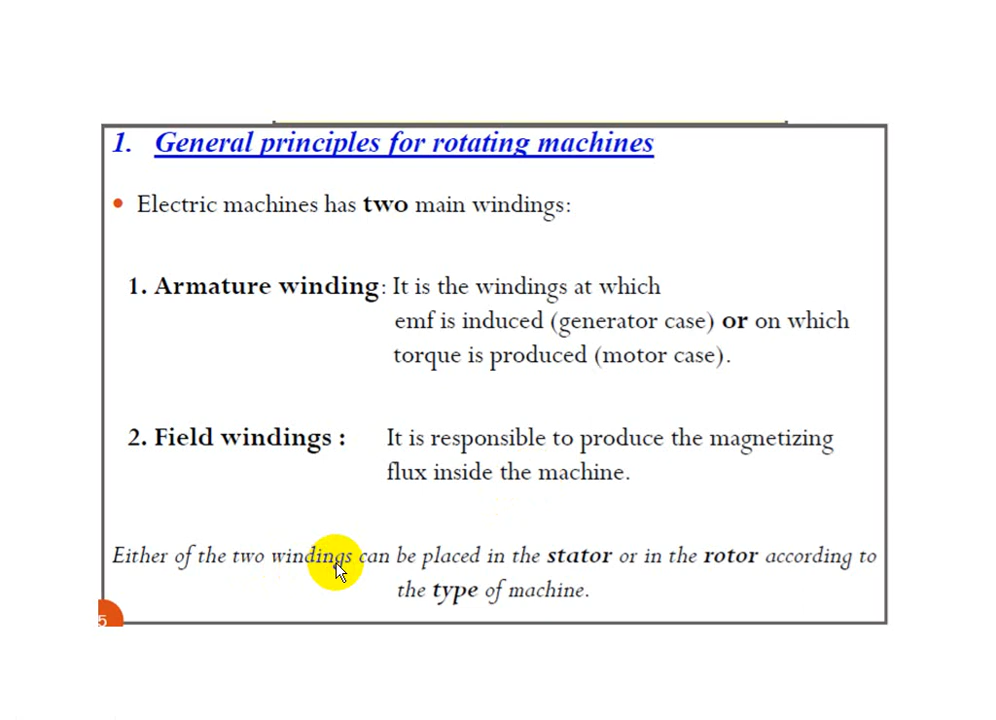 1. General principles for rotating machines
• Electric machines has two main windings:
1. Armature winding: It is the windings at which
emf is induced (generator case) or on which
torque is produced (motor case).
2. Field windings : It is responsible to produce the magnetizing
flux inside the machine.
Either of the two windings can be placed in the stator or in the rotor according to
the type of machine.
5